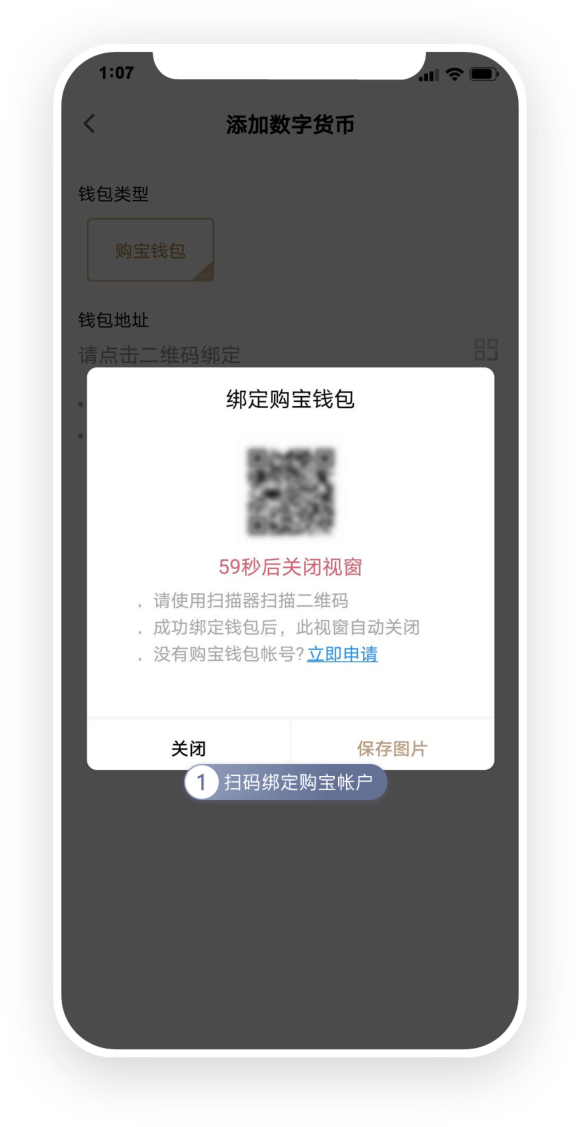 1:07
添加数字货币
钱包类型
购宝钱包
钱包地址
请点击二维码绑定
绑定购宝钱包
59秒后关闭视窗
. 请使用扫描器扫描二维码
. 成功绑定钱包后，此视窗自动关闭
. 没有购宝钱包帐号?立即申请
关闭
保存图片
1 扫码绑定购宝帐户